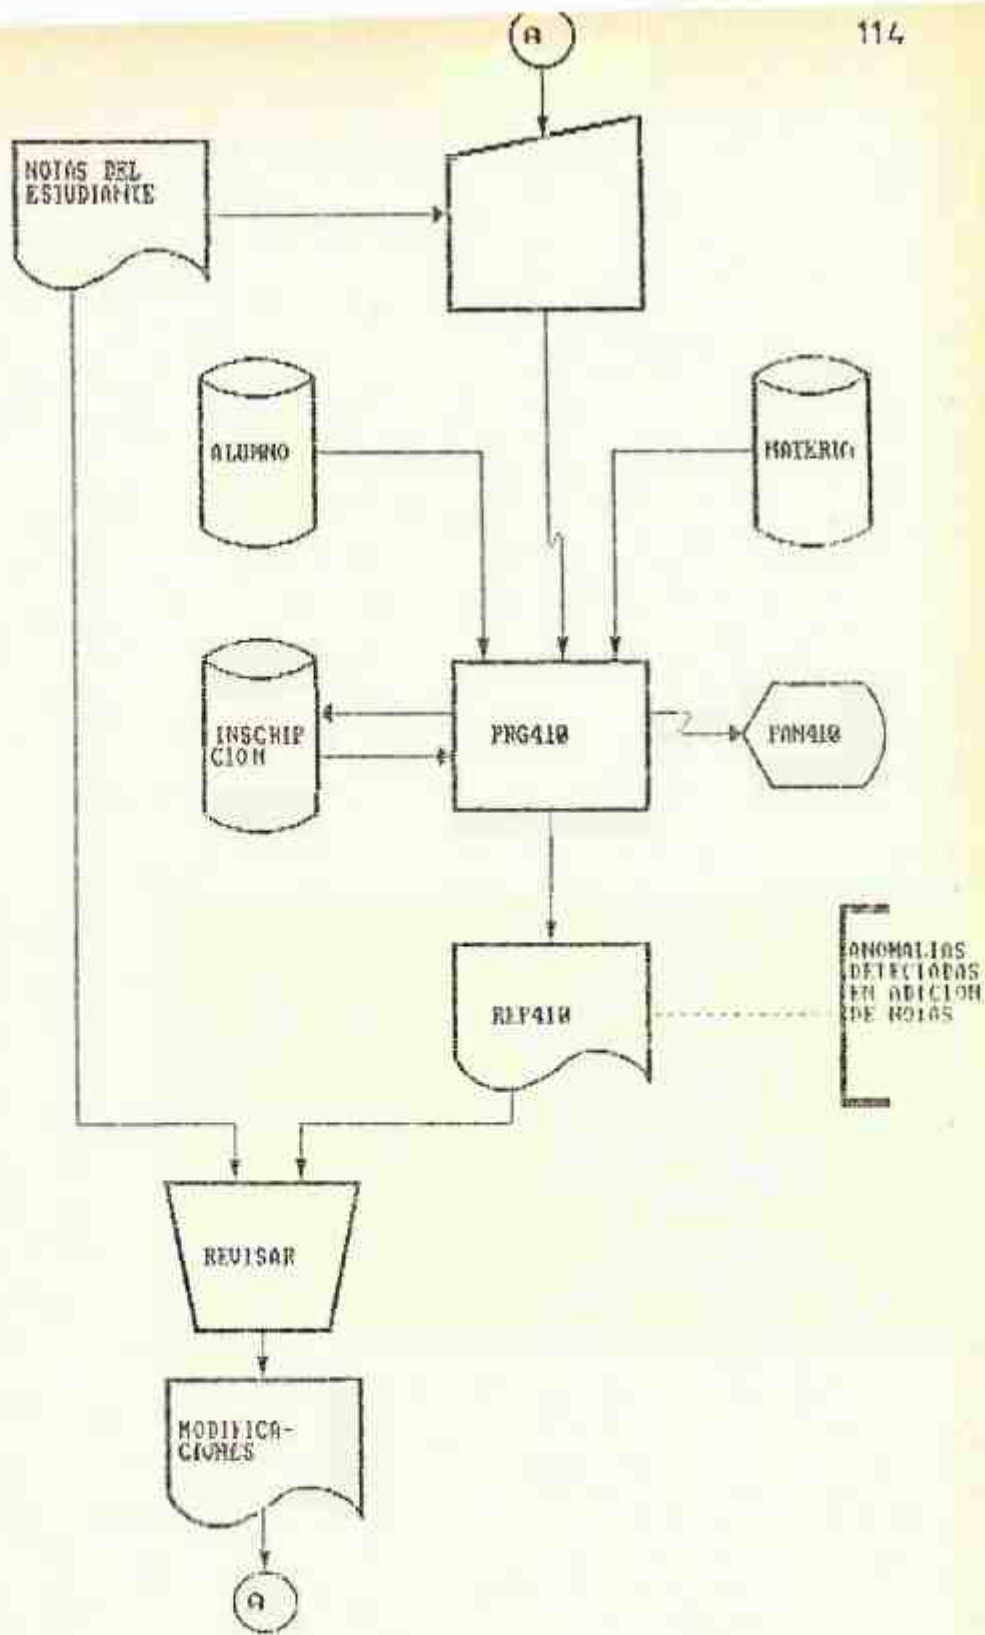 A
114
NOTAS DEL
ESTUDIANTE
ALUMNO
MATERIA
INSCRIP
CION
PRG410
PAN410
REP410
ANOMALIAS
DETECTADAS
EN ADICION
DE NOTAS
REVISAR
MODIFICA-
CIONES
A